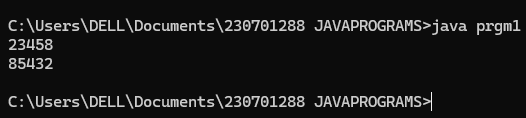 C:\Users\DELL\Documents\230701288 JAVAPROGRAMS>java prgm1
23458
85432
C:\Users\DELL\Documents\230701288 JAVAPROGRAMS>